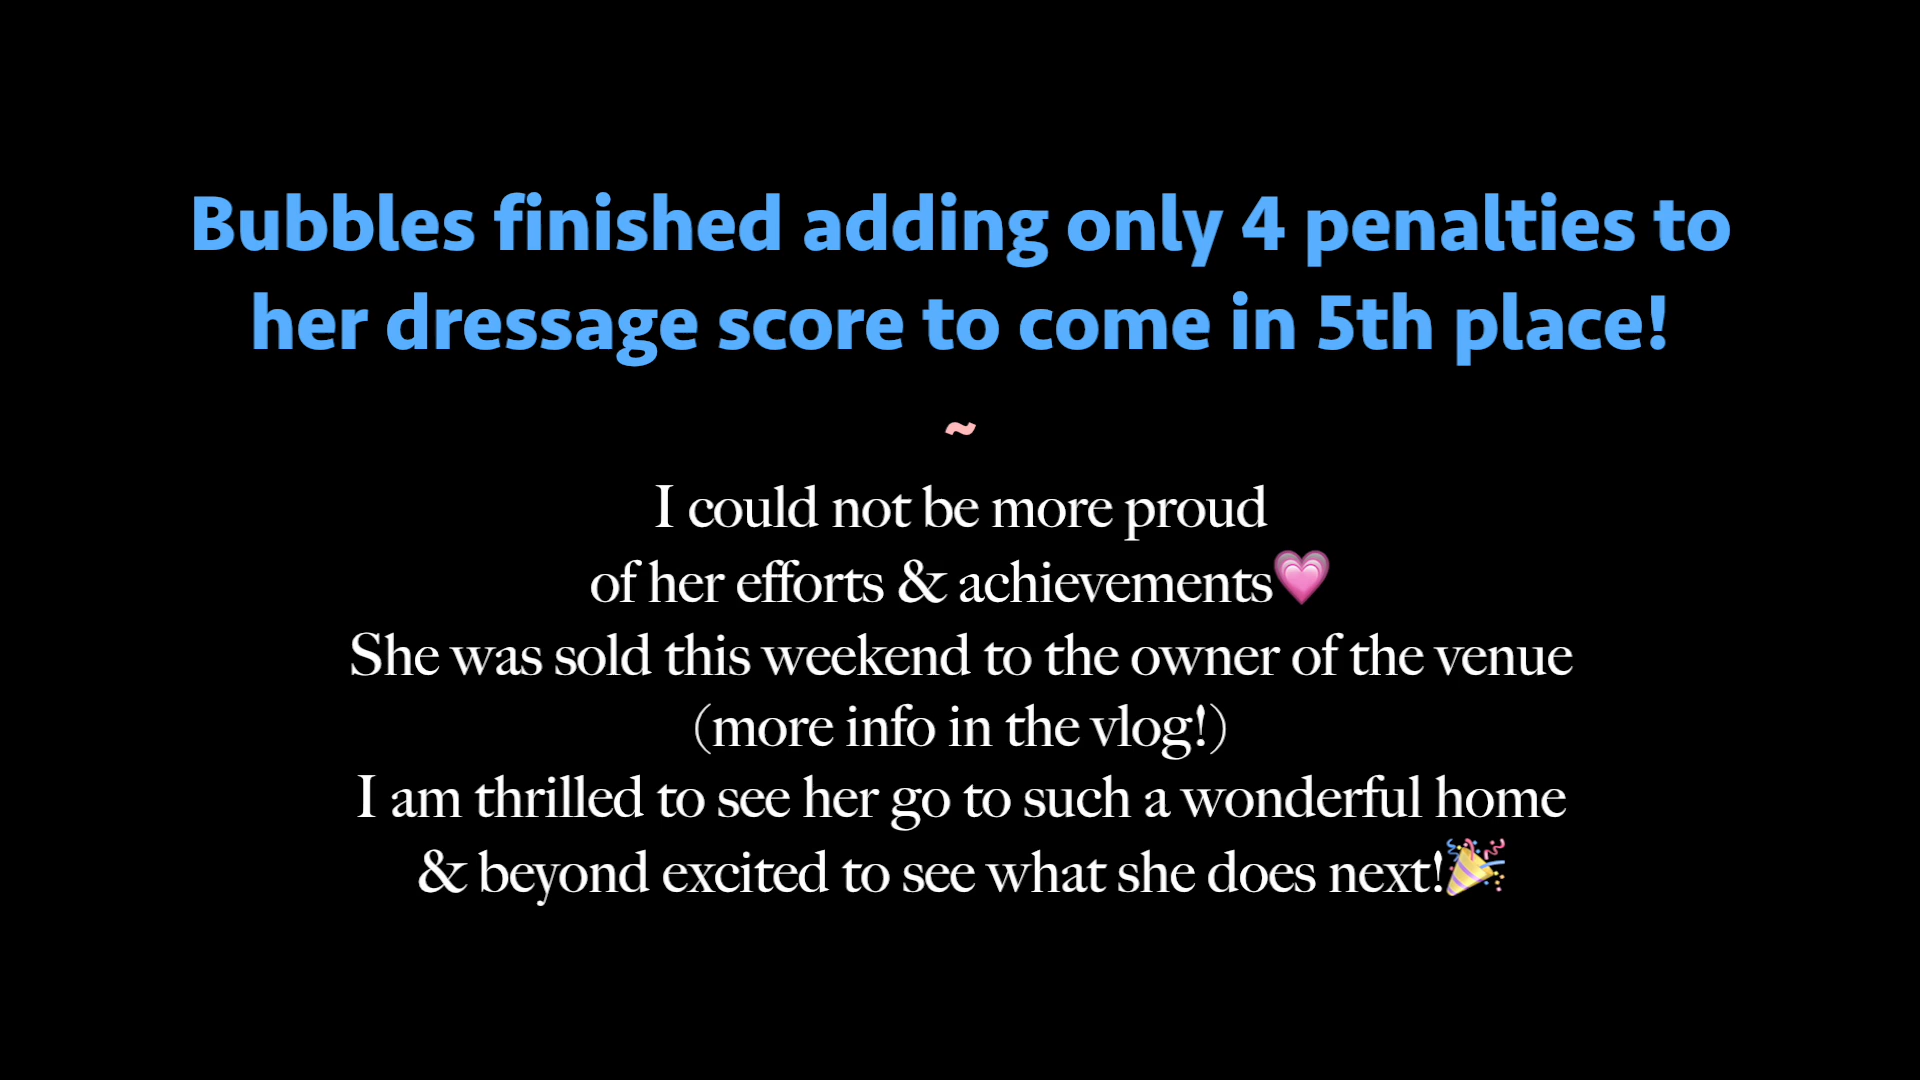 Bubbles finished adding only 4 penalties to
her dressage score to come in 5th place!
~
I could not be more proud
of her efforts & achievements💗
She was sold this weekend to the owner of the venue
(more info in the vlog!)
I am thrilled to see her go to such a wonderful home
& beyond excited to see what she does next!🎉